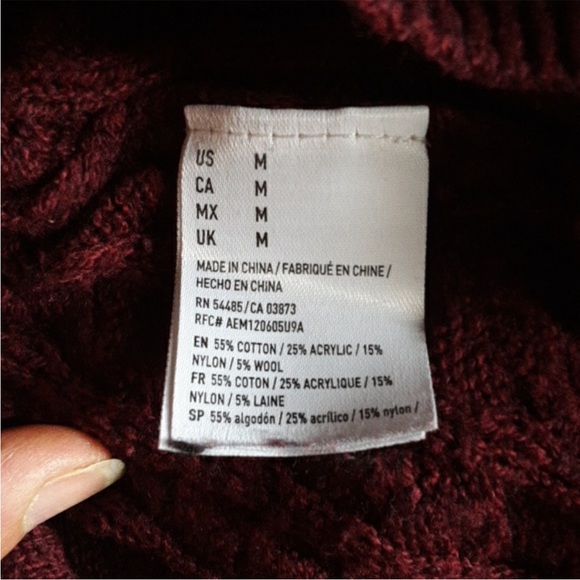 US M
CA M
MX M
UK M
MADE IN CHINA / FABRIQUÉ EN CHINE /
HECHO EN CHINA
RN 54485/CA 03873
RFC# AEM120605U9A
EN 55% COTTON / 25% ACRYLIC / 15%
NYLON / 5% WOOL
FR 55% COTON / 25% ACRYLIQUE / 15%
NYLON / 5% LAINE
SP 55% algodón / 25% acrílico / 15% nylon /